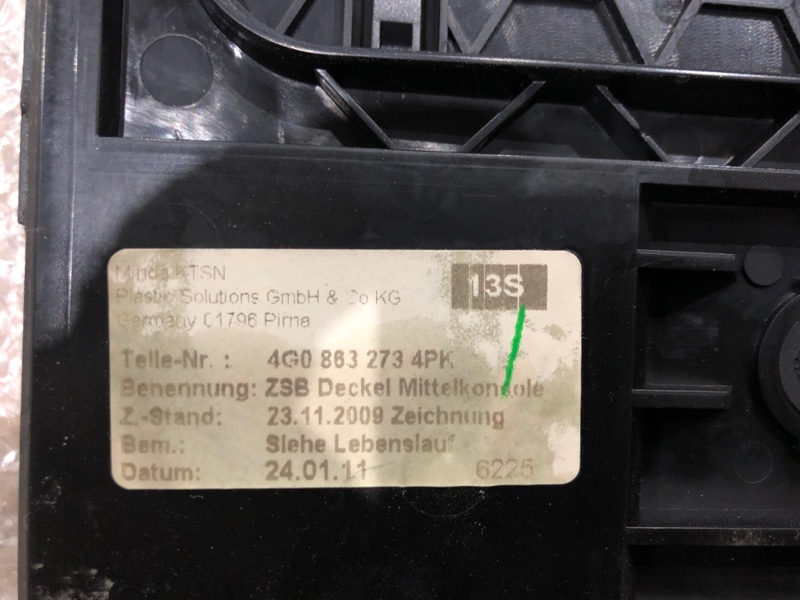 Minda KTSN
Plastic Solutions GmbH & Co KG
Germany 01796 Pirna
13S
Teile-Nr. : 4G0 863 273 4PK
Benennung: ZSB Deckel Mittelkonsole
Z.-Stand: 23.11.2009 Zeichnung
Bem.: Siehe Lebenslauf
Datum: 24.01.11 6225